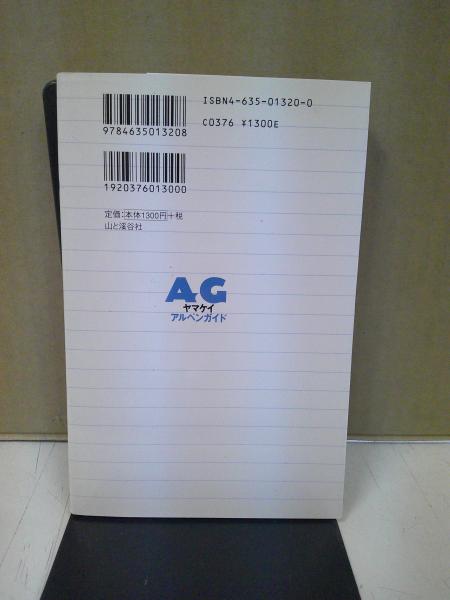 ISBN4-635-01320-0
9784635013208
C0376 ¥1300E
1920376013000
定価:本体1300円+税
山と溪谷社
AG
ヤマケイ
アルペンガイド